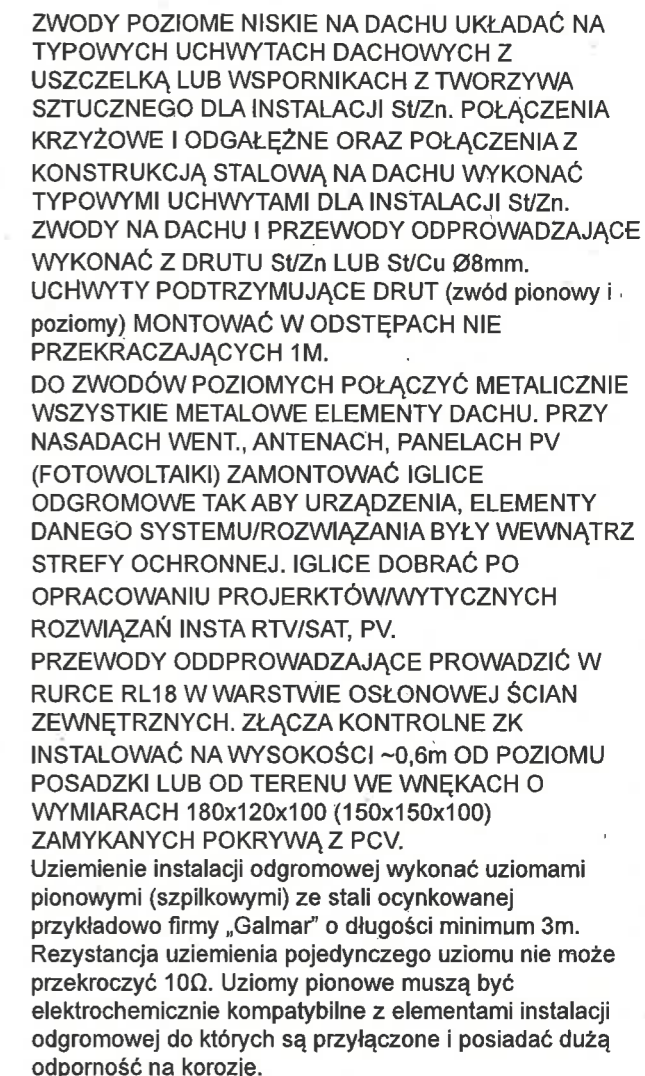 ZWODY POZIOME NISKIE NA DACHU UKŁADAĆ NA
TYPOWYCH UCHWYTACH DACHOWYCH Z
USZCZELKĄ LUB WSPORNIKACH Z TWORZYWA
SZTUCZNEGO DLA INSTALACJI St/Zn. POŁĄCZENIA
KRZYŻOWE I ODGAŁĘŹNE ORAZ POŁĄCZENIA Z
KONSTRUKCJĄ STALOWĄ NA DACHU WYKONAĆ
TYPOWYMI UCHWYTAMI DLA INSTALACJI St/Zn.
ZWODY NA DACHU I PRZEWODY ODPROWADZAJĄCE
WYKONAĆ Z DRUTU St/Zn LUB St/Cu Ø8mm.
UCHWYTY PODTRZYMUJĄCE DRUT (zwód pionowy i
poziomy) MONTOWAĆ W ODSTĘPACH NIE
PRZEKRACZAJĄCYCH 1M.
DO ZWODÓW POZIOMYCH POŁĄCZYĆ METALICZNIE
WSZYSTKIE METALOWE ELEMENTY DACHU. PRZY
NASADACH WENT., ANTENACH, PANELACH PV
(FOTOWOLTAIKI) ZAMONTOWAĆ IGLICE
ODGROMOWE TAK ABY URZĄDZENIA, ELEMENTY
DANEGO SYSTEMU/ROZWIĄZANIA BYŁY WEWNĄTRZ
STREFY OCHRONNEJ. IGLICE DOBRAĆ PO
OPRACOWANIU PROJERKTÓW/WYTYCZNYCH
ROZWIĄZAŃ INSTA RTV/SAT, PV.
PRZEWODY ODDPROWADZAJĄCE PROWADZIĆ W
RURCE RL18 W WARSTWIE OSŁONOWEJ ŚCIAN
ZEWNĘTRZNYCH. ZŁĄCZA KONTROLNE ZK
INSTALOWAĆ NA WYSOKOŚCI ~0,6m OD POZIOMU
POSADZKI LUB OD TERENU WE WNĘKACH O
WYMIARACH 180x120x100 (150x150x100)
ZAMYKANYCH POKRYWĄ Z PCV.
Uziemienie instalacji odgromowej wykonać uziomami
pionowymi (szpilkowymi) ze stali ocynkowanej
przykładowo firmy „Galmar” o długości minimum 3m.
Rezystancja uziemienia pojedynczego uziomu nie może
przekroczyć 10Ω. Uziomy pionowe muszą być
elektrochemicznie kompatybilne z elementami instalacji
odgromowej do których są przyłączone i posiadać dużą
odporność na korozję.